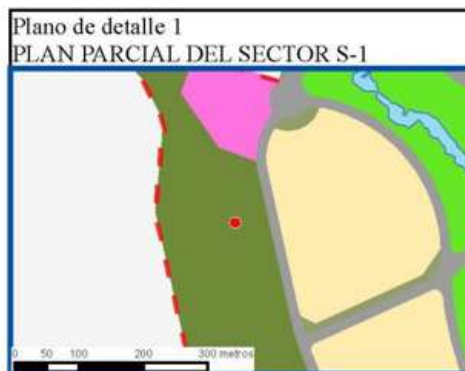 Plano de detalle 1
PLAN PARCIAL DEL SECTOR S-1
0 50 100 200 300 metros